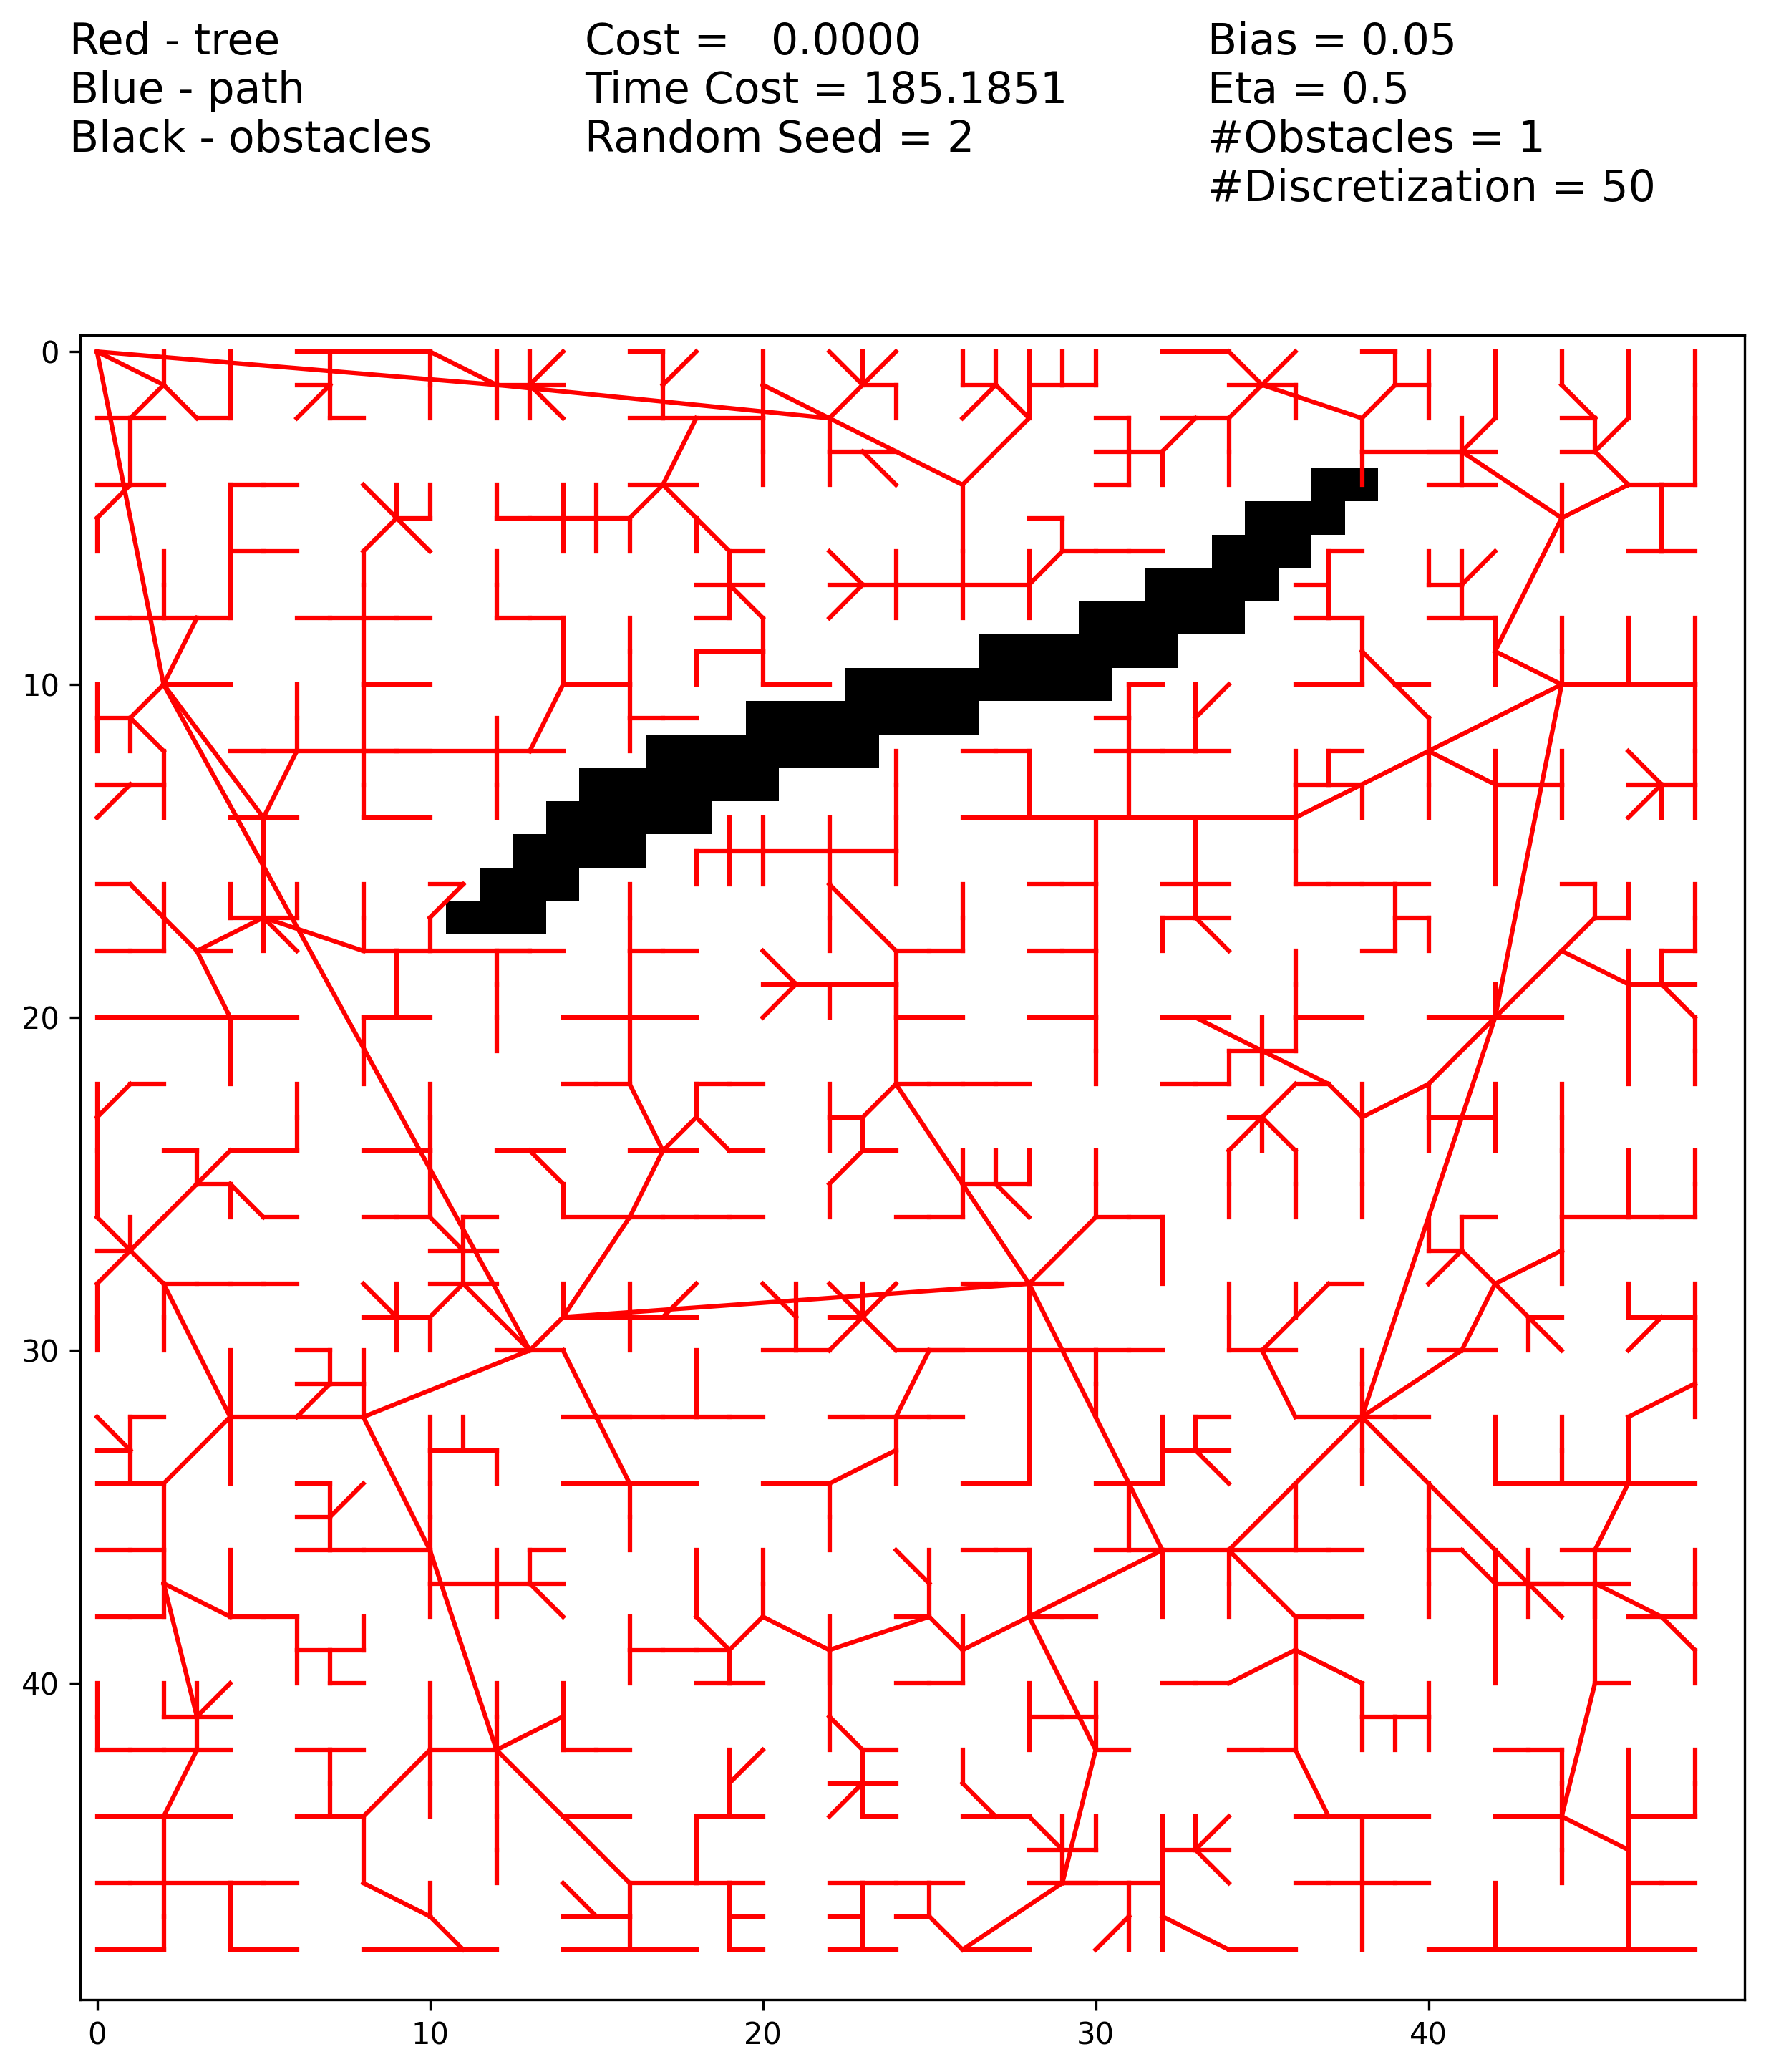 Red - tree
Blue - path
Black - obstacles
Cost =   0.0000
Time Cost = 185.1851
Random Seed = 2
Bias = 0.05
Eta = 0.5
#Obstacles = 1
#Discretization = 50
0
10
20
30
40
0
10
20
30
40